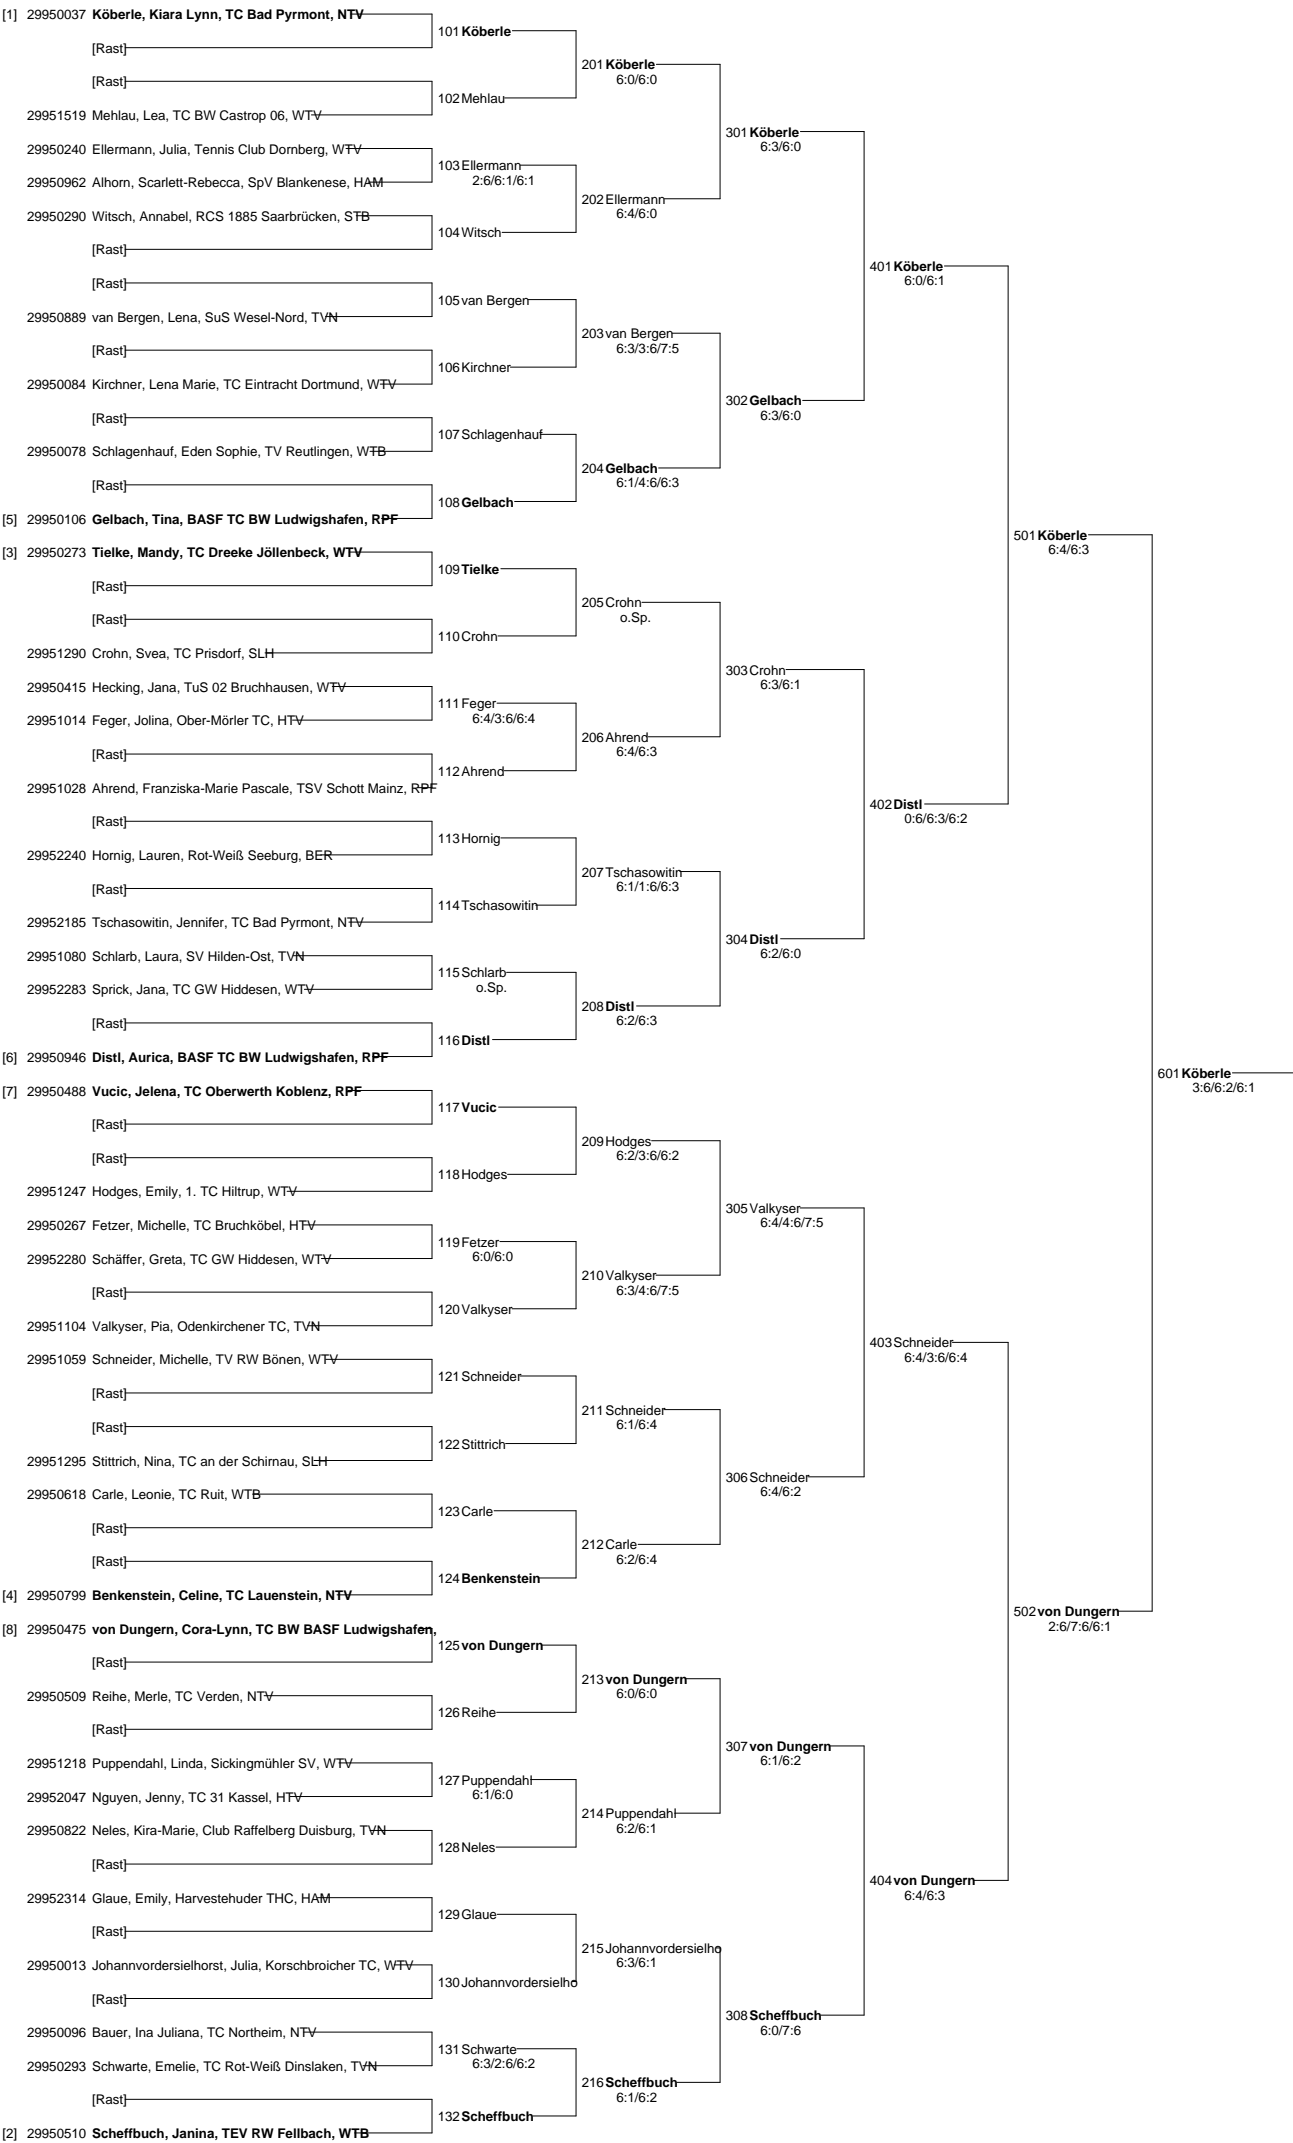 [1] 29950037 Köberle, Kiara Lynn, TC Bad Pyrmont, NTV
[Rast]
[Rast]
29951519 Mehlau, Lea, TC BW Castrop 06, WTV
29950240 Ellermann, Julia, Tennis Club Dornberg, WTV
29950962 Alhorn, Scarlett-Rebecca, SpV Blankenese, HAM
29950290 Witsch, Annabel, RCS 1885 Saarbrücken, STB
[Rast]
[Rast]
29950889 van Bergen, Lena, SuS Wesel-Nord, TVN
[Rast]
29950084 Kirchner, Lena Marie, TC Eintracht Dortmund, WTV
[Rast]
29950078 Schlagenhauf, Eden Sophie, TV Reutlingen, WTB
[Rast]
[5] 29950106 Gelbach, Tina, BASF TC BW Ludwigshafen, RPF
[3] 29950273 Tielke, Mandy, TC Dreeke Jöllenbeck, WTV
[Rast]
[Rast]
29951290 Crohn, Svea, TC Prisdorf, SLH
29950415 Hecking, Jana, TuS 02 Bruchhausen, WTV
29951014 Feger, Jolina, Ober-Mörler TC, HTV
[Rast]
29951028 Ahrend, Franziska-Marie Pascale, TSV Schott Mainz, RPF
[Rast]
29952240 Hornig, Lauren, Rot-Weiß Seeburg, BER
[Rast]
29952185 Tschasowitin, Jennifer, TC Bad Pyrmont, NTV
29951080 Schlarb, Laura, SV Hilden-Ost, TVN
29952283 Sprick, Jana, TC GW Hiddesen, WTV
[Rast]
[6] 29950946 Distl, Aurica, BASF TC BW Ludwigshafen, RPF
[7] 29950488 Vucic, Jelena, TC Oberwerth Koblenz, RPF
[Rast]
[Rast]
29951247 Hodges, Emily, 1. TC Hiltrup, WTV
29950267 Fetzer, Michelle, TC Bruchköbel, HTV
29952280 Schäffer, Greta, TC GW Hiddesen, WTV
[Rast]
29951104 Valkyser, Pia, Odenkirchener TC, TVN
29951059 Schneider, Michelle, TV RW Bönen, WTV
[Rast]
[Rast]
29951295 Stittrich, Nina, TC an der Schirnau, SLH
29950618 Carle, Leonie, TC Ruit, WTB
[Rast]
[Rast]
[4] 29950799 Benkenstein, Celine, TC Lauenstein, NTV
[8] 29950475 von Dungern, Cora-Lynn, TC BW BASF Ludwigshafen,
[Rast]
29950509 Reihe, Merle, TC Verden, NTV
[Rast]
29951218 Puppendahl, Linda, Sickingmühler SV, WTV
29952047 Nguyen, Jenny, TC 31 Kassel, HTV
29950822 Neles, Kira-Marie, Club Raffelberg Duisburg, TVN
[Rast]
29952314 Glaue, Emily, Harvestehuder THC, HAM
[Rast]
29950013 Johannvordersielhorst, Julia, Korschbroicher TC, WTV
[Rast]
29950096 Bauer, Ina Juliana, TC Northeim, NTV
29950293 Schwarte, Emelie, TC Rot-Weiß Dinslaken, TVN
[Rast]
[2] 29950510 Scheffbuch, Janina, TEV RW Fellbach, WTB
101 Köberle
102 Mehlau
103 Ellermann
2:6/6:1/6:1
104 Witsch
105 van Bergen
106 Kirchner
107 Schlagenhauf
108 Gelbach
109 Tielke
110 Crohn
111 Feger
6:4/3:6/6:4
112 Ahrend
113 Hornig
114 Tschasowitin
115 Schlarb
o.Sp.
116 Distl
117 Vucic
118 Hodges
119 Fetzer
6:0/6:0
120 Valkyser
121 Schneider
122 Stittrich
123 Carle
124 Benkenstein
125 von Dungern
126 Reihe
127 Puppendahl
6:1/6:0
128 Neles
129 Glaue
130 Johannvordersielho
131 Schwarte
6:3/2:6/6:2
132 Scheffbuch
201 Köberle
6:0/6:0
202 Ellermann
6:4/6:0
203 van Bergen
6:3/3:6/7:5
204 Gelbach
6:1/4:6/6:3
205 Crohn
o.Sp.
206 Ahrend
6:4/6:3
207 Tschasowitin
6:1/1:6/6:3
208 Distl
6:2/6:3
209 Hodges
6:2/3:6/6:2
210 Valkyser
6:3/4:6/7:5
211 Schneider
6:1/6:4
212 Carle
6:2/6:4
213 von Dungern
6:0/6:0
214 Puppendahl
6:2/6:1
215 Johannvordersielho
6:3/6:1
216 Scheffbuch
6:1/6:2
301 Köberle
6:3/6:0
302 Gelbach
6:3/6:0
303 Crohn
6:3/6:1
304 Distl
6:2/6:0
305 Valkyser
6:4/4:6/7:5
306 Schneider
6:4/6:2
307 von Dungern
6:1/6:2
308 Scheffbuch
6:0/7:6
401 Köberle
6:0/6:1
402 Distl
0:6/6:3/6:2
403 Schneider
6:4/3:6/6:4
404 von Dungern
6:4/6:3
501 Köberle
6:4/6:3
502 von Dungern
2:6/7:6/6:1
601 Köberle
3:6/6:2/6:1